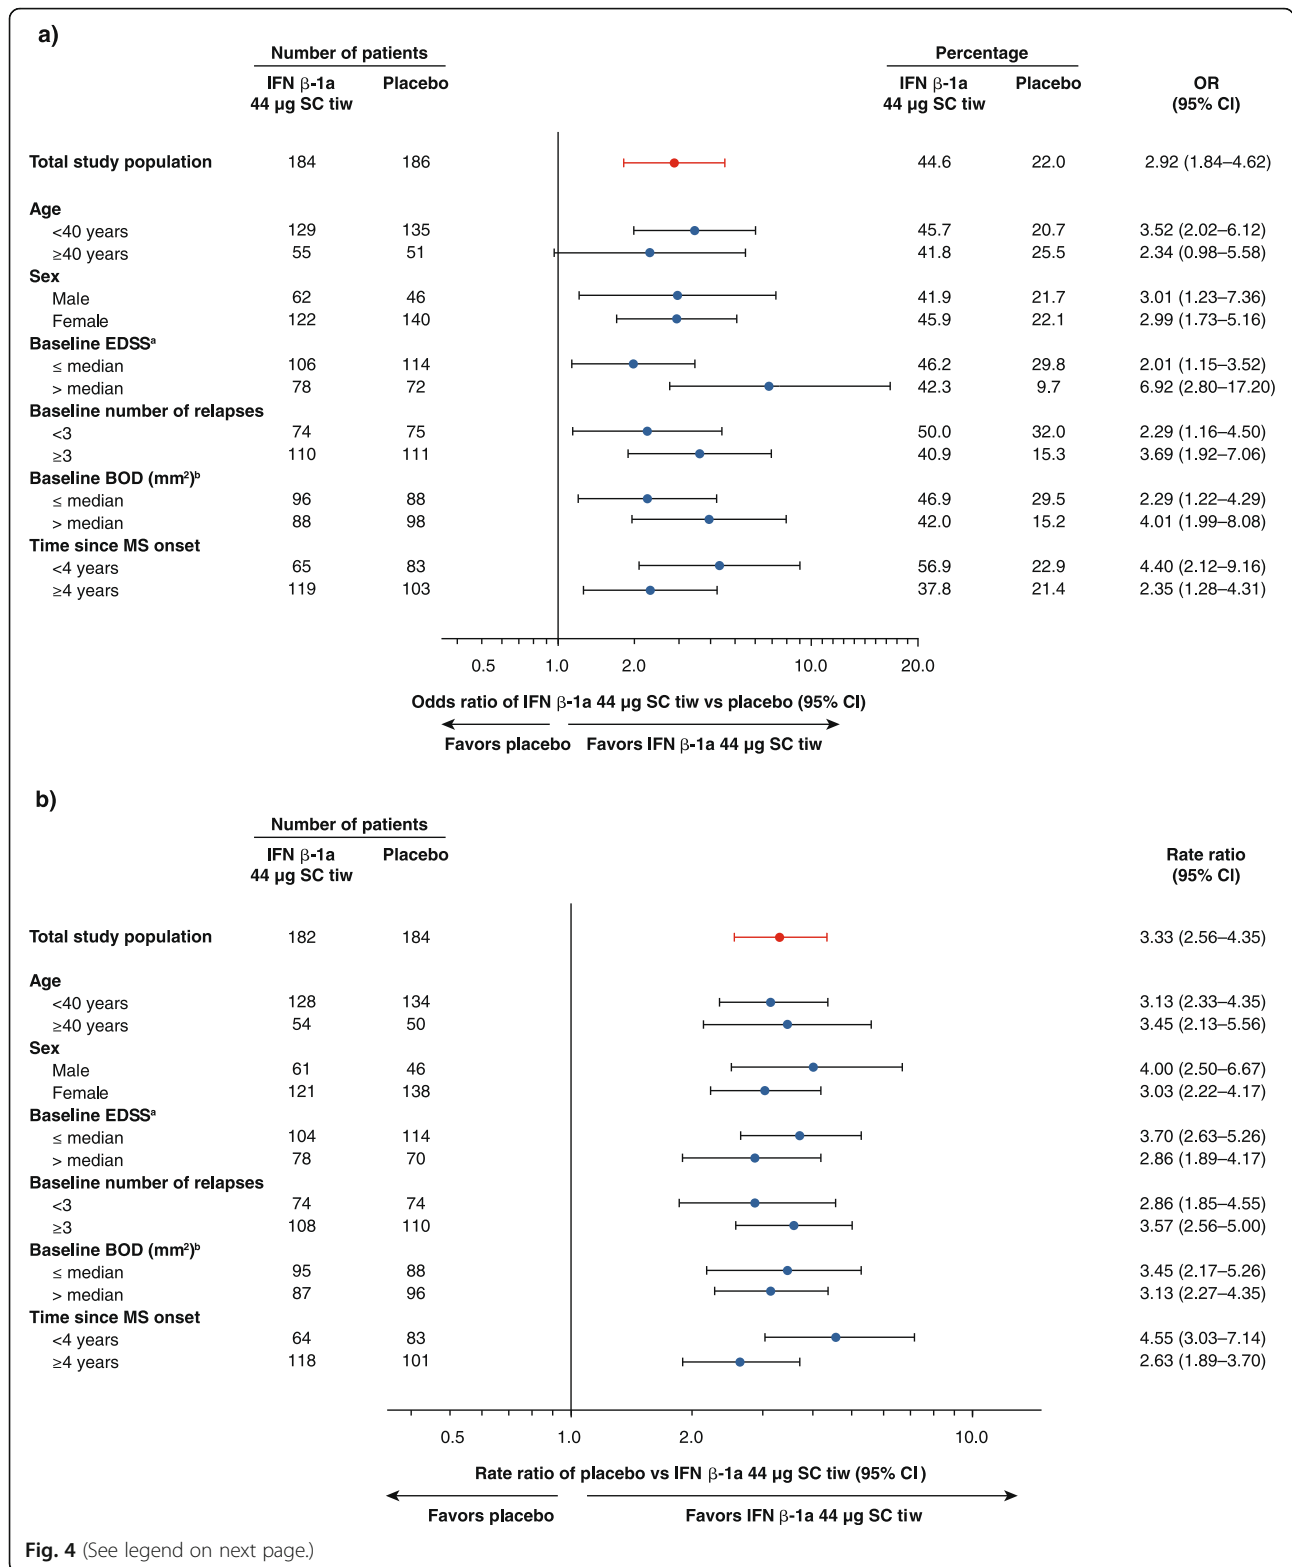 a)
Number of patients Percentage
IFN β-1a Placebo IFN β-1a Placebo OR
44 µg SC tiw 44 µg SC tiw (95% CI)
Total study population 184 186 44.6 22.0 2.92 (1.84–4.62)
Age
<40 years 129 135 45.7 20.7 3.52 (2.02–6.12)
≥40 years 55 51 41.8 25.5 2.34 (0.98–5.58)
Sex
Male 62 46 41.9 21.7 3.01 (1.23–7.36)
Female 122 140 45.9 22.1 2.99 (1.73–5.16)
Baseline EDSSᵃ
≤ median 106 114 46.2 29.8 2.01 (1.15–3.52)
> median 78 72 42.3 9.7 6.92 (2.80–17.20)
Baseline number of relapses
<3 74 75 50.0 32.0 2.29 (1.16–4.50)
≥3 110 111 40.9 15.3 3.69 (1.92–7.06)
Baseline BOD (mm²)ᵇ
≤ median 96 88 46.9 29.5 2.29 (1.22–4.29)
> median 88 98 42.0 15.2 4.01 (1.99–8.08)
Time since MS onset
<4 years 65 83 56.9 22.9 4.40 (2.12–9.16)
≥4 years 119 103 37.8 21.4 2.35 (1.28–4.31)
0.5 1.0 2.0 10.0 20.0
Odds ratio of IFN β-1a 44 µg SC tiw vs placebo (95% CI)
Favors placebo Favors IFN β-1a 44 µg SC tiw
b)
Number of patients
IFN β-1a Placebo Rate ratio
44 µg SC tiw (95% CI)
Total study population 182 184 3.33 (2.56–4.35)
Age
<40 years 128 134 3.13 (2.33–4.35)
≥40 years 54 50 3.45 (2.13–5.56)
Sex
Male 61 46 4.00 (2.50–6.67)
Female 121 138 3.03 (2.22–4.17)
Baseline EDSSᵃ
≤ median 104 114 3.70 (2.63–5.26)
> median 78 70 2.86 (1.89–4.17)
Baseline number of relapses
<3 74 74 2.86 (1.85–4.55)
≥3 108 110 3.57 (2.56–5.00)
Baseline BOD (mm²)ᵇ
≤ median 95 88 3.45 (2.17–5.26)
> median 87 96 3.13 (2.27–4.35)
Time since MS onset
<4 years 64 83 4.55 (3.03–7.14)
≥4 years 118 101 2.63 (1.89–3.70)
0.5 1.0 2.0 10.0
Rate ratio of placebo vs IFN β-1a 44 µg SC tiw (95% CI)
Favors placebo Favors IFN β-1a 44 µg SC tiw
Fig. 4 (See legend on next page.)